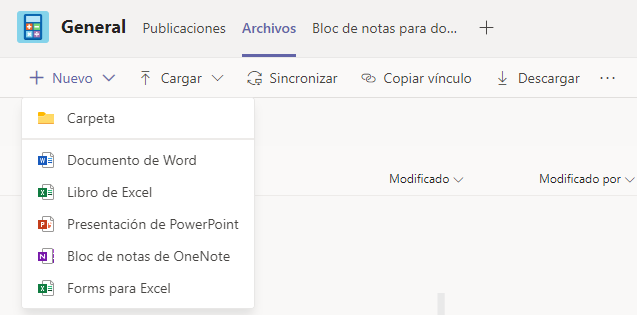 General Publicaciones Archivos Bloc de notas para do... +
+ Nuevo Cargar Sincronizar Copiar vínculo Descargar ...
Carpeta
Documento de Word
Modificado Modificado por
Libro de Excel
Presentación de PowerPoint
Bloc de notas de OneNote
Forms para Excel